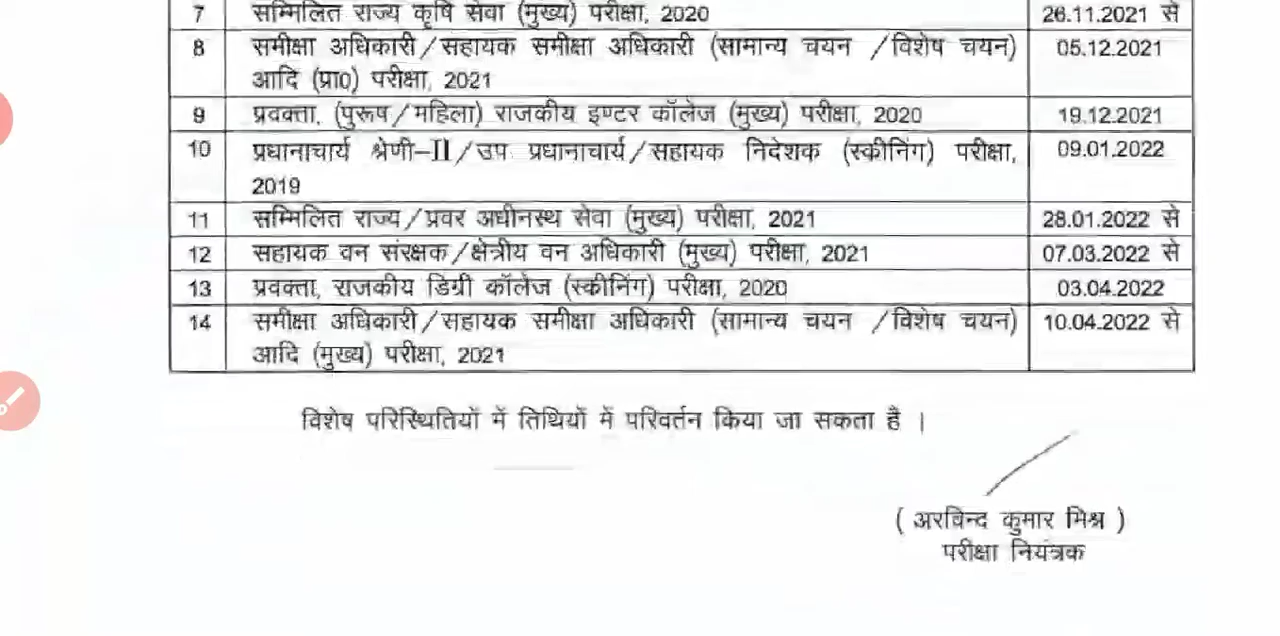 7 सम्मिलित राज्य कृषि सेवा (मुख्य) परीक्षा, 2020 26.11.2021 से
8 समीक्षा अधिकारी/सहायक समीक्षा अधिकारी (सामान्य चयन /विशेष चयन) 05.12.2021
आदि (प्रा0) परीक्षा, 2021
9 प्रवक्ता, (पुरूष/महिला) राजकीय इण्टर कॉलेज (मुख्य) परीक्षा, 2020 19.12.2021
10 प्रधानाचार्य श्रेणी-II/उप प्रधानाचार्य/सहायक निदेशक (स्कीनिंग) परीक्षा, 09.01.2022
2019
11 सम्मिलित राज्य/प्रवर अधीनस्थ सेवा (मुख्य) परीक्षा, 2021 28.01.2022 से
12 सहायक वन संरक्षक/क्षेत्रीय वन अधिकारी (मुख्य) परीक्षा, 2021 07.03.2022 से
13 प्रवक्ता, राजकीय डिग्री कॉलेज (स्कीनिंग) परीक्षा, 2020 03.04.2022
14 समीक्षा अधिकारी/सहायक समीक्षा अधिकारी (सामान्य चयन /विशेष चयन) 10.04.2022 से
आदि (मुख्य) परीक्षा, 2021
विशेष परिस्थितियों में तिथियों में परिवर्तन किया जा सकता है ।
( अरविन्द कुमार मिश्र )
परीक्षा नियंत्रक